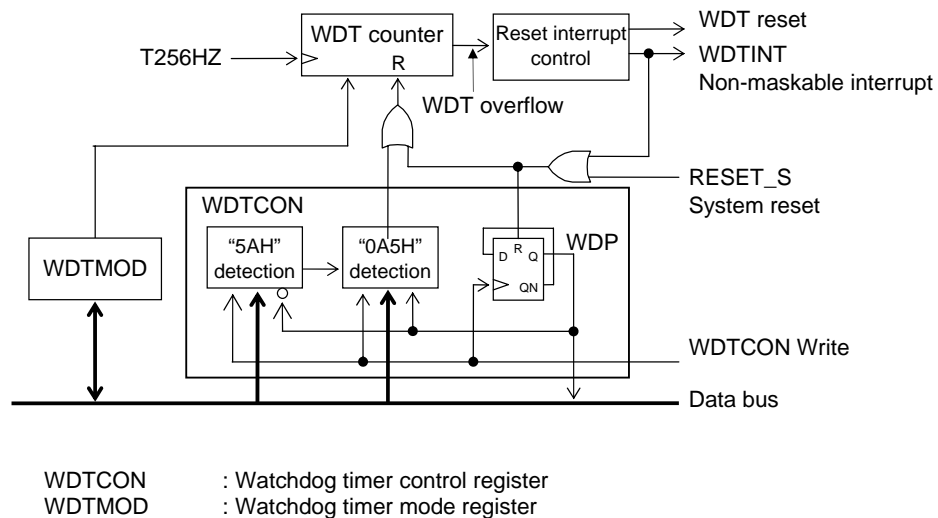 WDT counter
R
T256HZ
WDT overflow
Reset interrupt
control
WDT reset
WDTINT
Non-maskable interrupt
RESET_S
System reset
WDTCON
"5AH"
detection
"0A5H"
detection
WDP
D R Q
QN
WDTMOD
WDTCON Write
Data bus
WDTCON : Watchdog timer control register
WDTMOD : Watchdog timer mode register